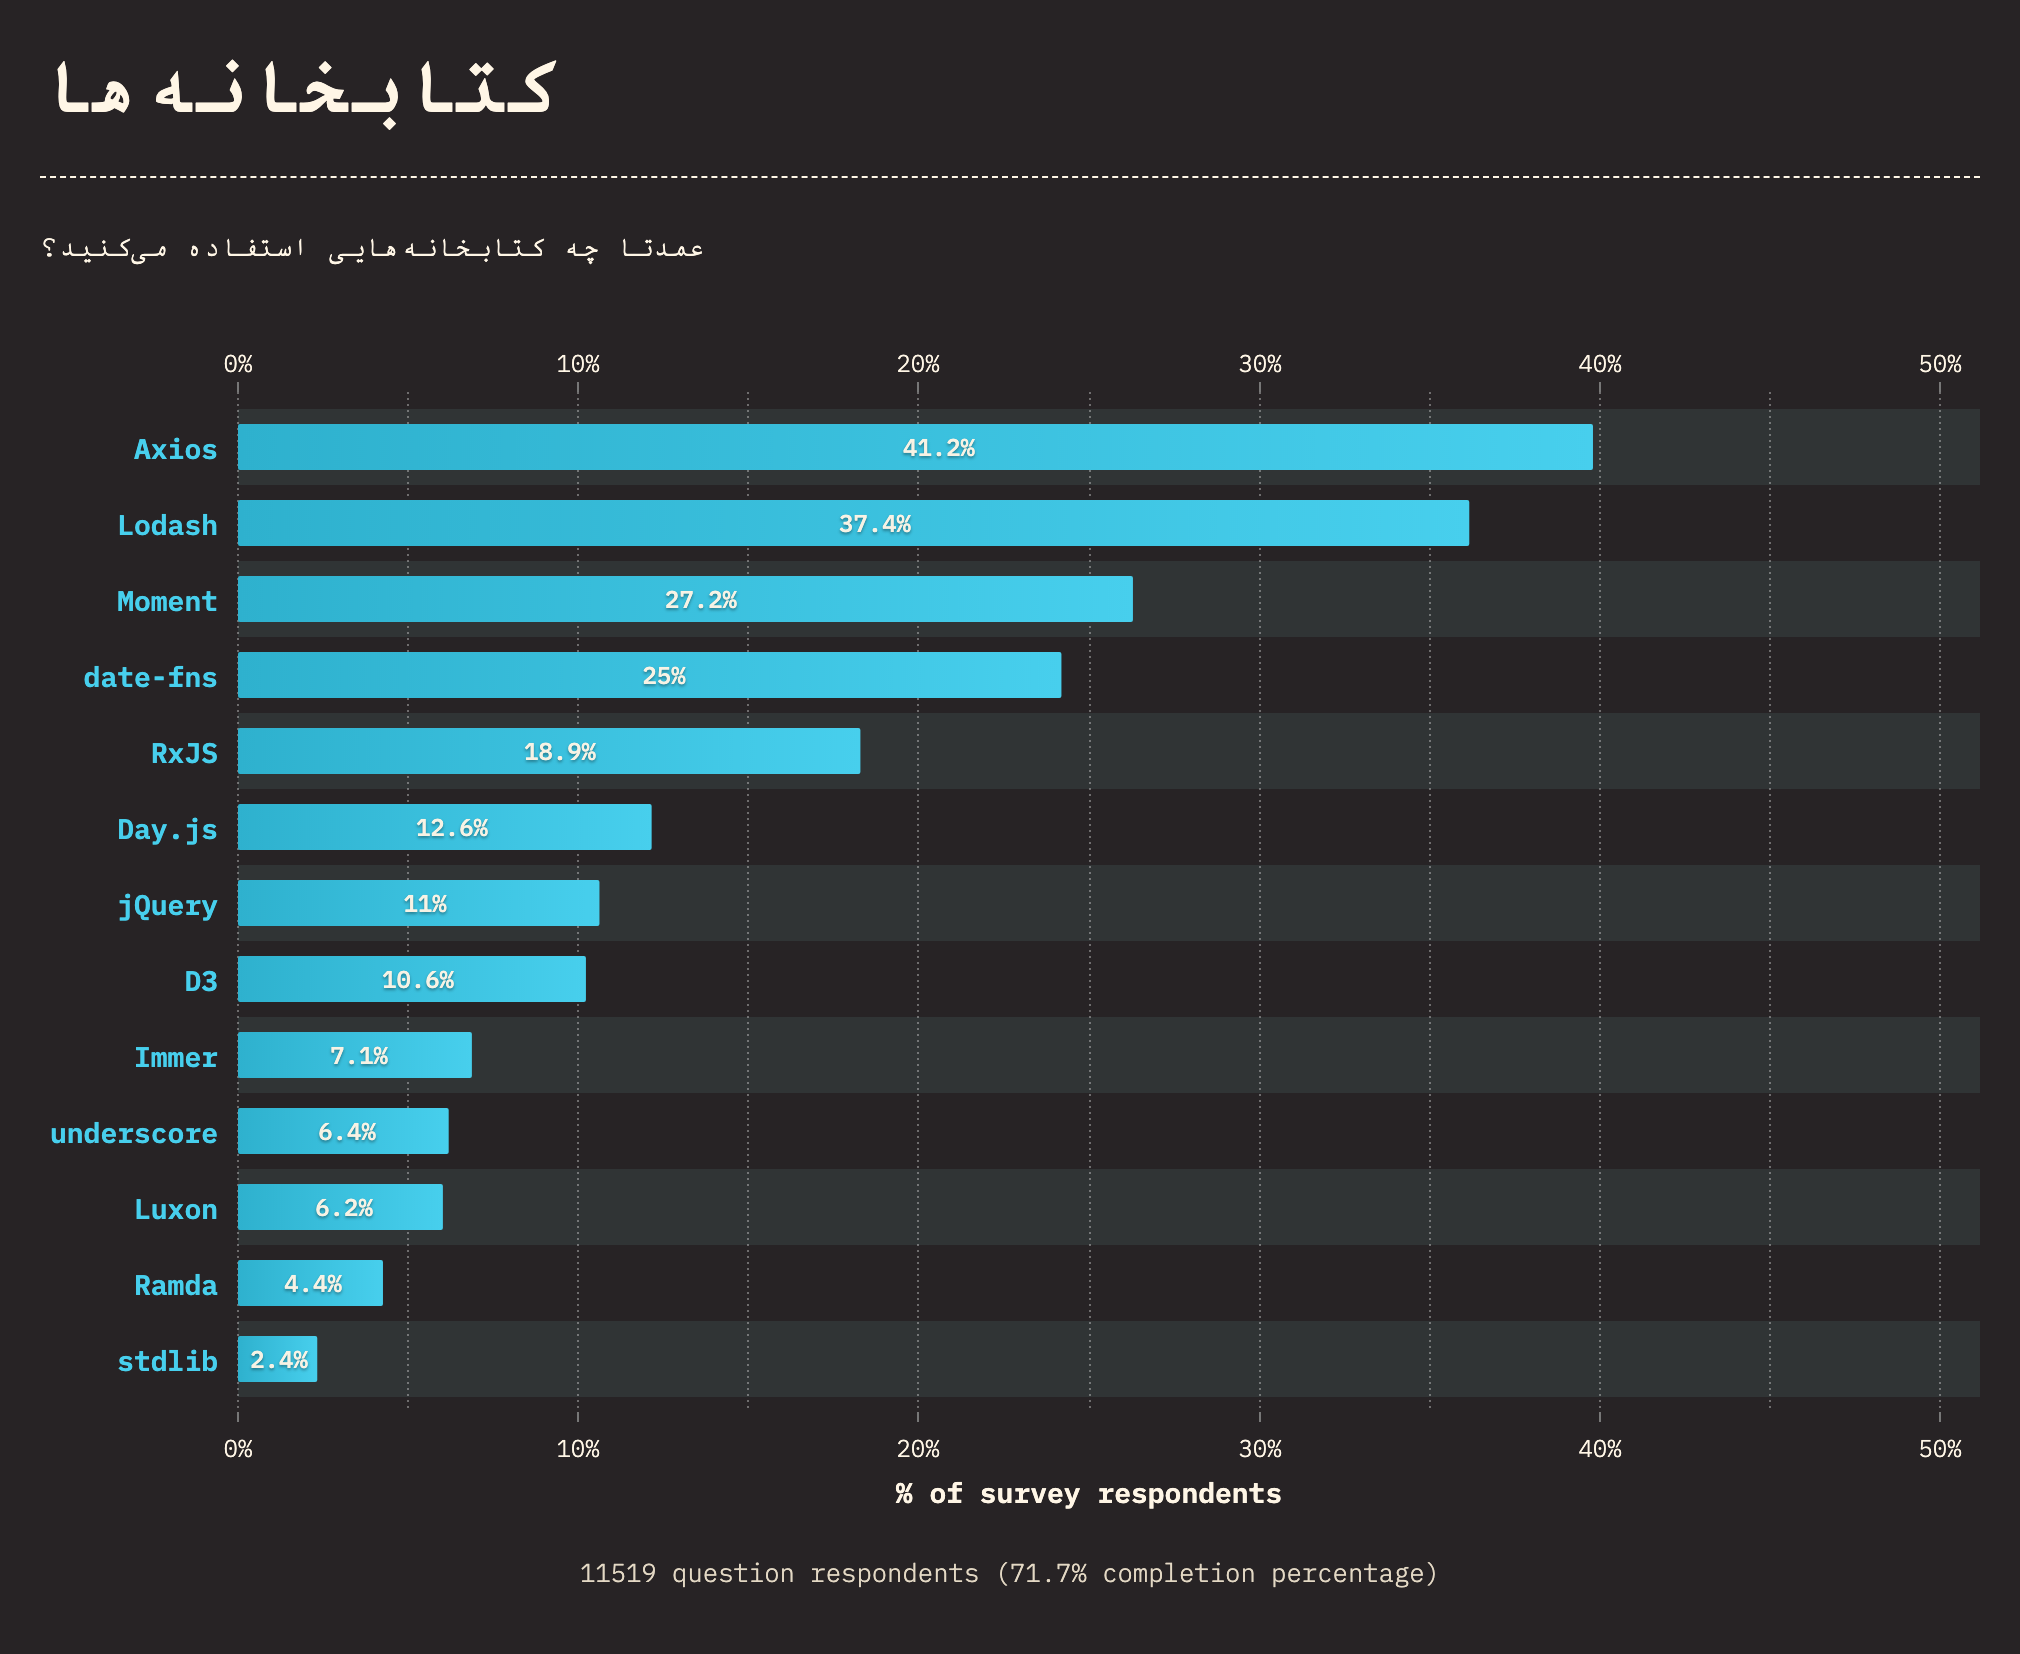 کتابخانه‌ها
عمدتا چه کتابخانه‌هایی استفاده می‌کنید؟
0% 10% 20% 30% 40% 50%
Axios 41.2%
Lodash 37.4%
Moment 27.2%
date-fns 25%
RxJS 18.9%
Day.js 12.6%
jQuery 11%
D3 10.6%
Immer 7.1%
underscore 6.4%
Luxon 6.2%
Ramda 4.4%
stdlib 2.4%
0% 10% 20% 30% 40% 50%
% of survey respondents
11519 question respondents (71.7% completion percentage)